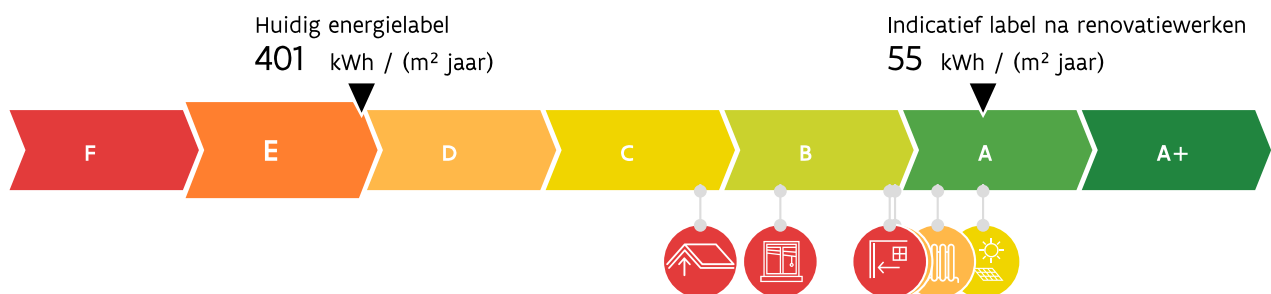 Huidig energielabel
401 kWh / (m² jaar)
Indicatief label na renovatiewerken
55 kWh / (m² jaar)
F E D C B A A+